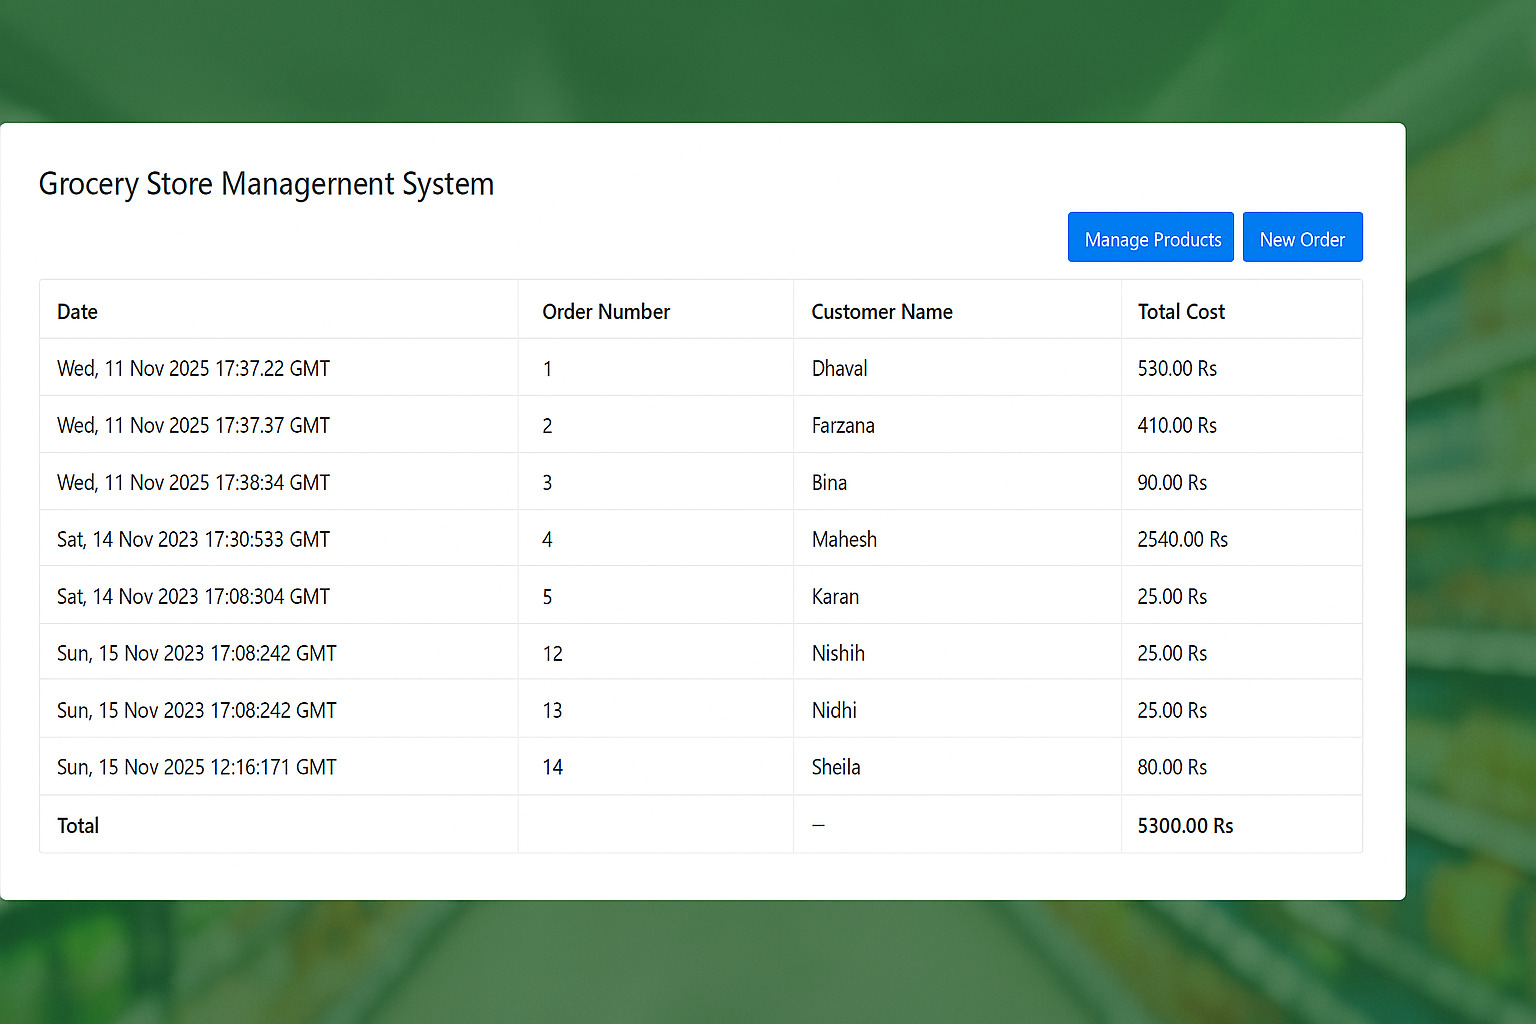 Grocery Store Managernent System
Manage Products New Order
Date Order Number Customer Name Total Cost
Wed, 11 Nov 2025 17:37.22 GMT 1 Dhaval 530.00 Rs
Wed, 11 Nov 2025 17:37.37 GMT 2 Farzana 410.00 Rs
Wed, 11 Nov 2025 17:38:34 GMT 3 Bina 90.00 Rs
Sat, 14 Nov 2023 17:30:533 GMT 4 Mahesh 2540.00 Rs
Sat, 14 Nov 2023 17:08:304 GMT 5 Karan 25.00 Rs
Sun, 15 Nov 2023 17:08:242 GMT 12 Nishih 25.00 Rs
Sun, 15 Nov 2023 17:08:242 GMT 13 Nidhi 25.00 Rs
Sun, 15 Nov 2025 12:16:171 GMT 14 Sheila 80.00 Rs
Total – 5300.00 Rs